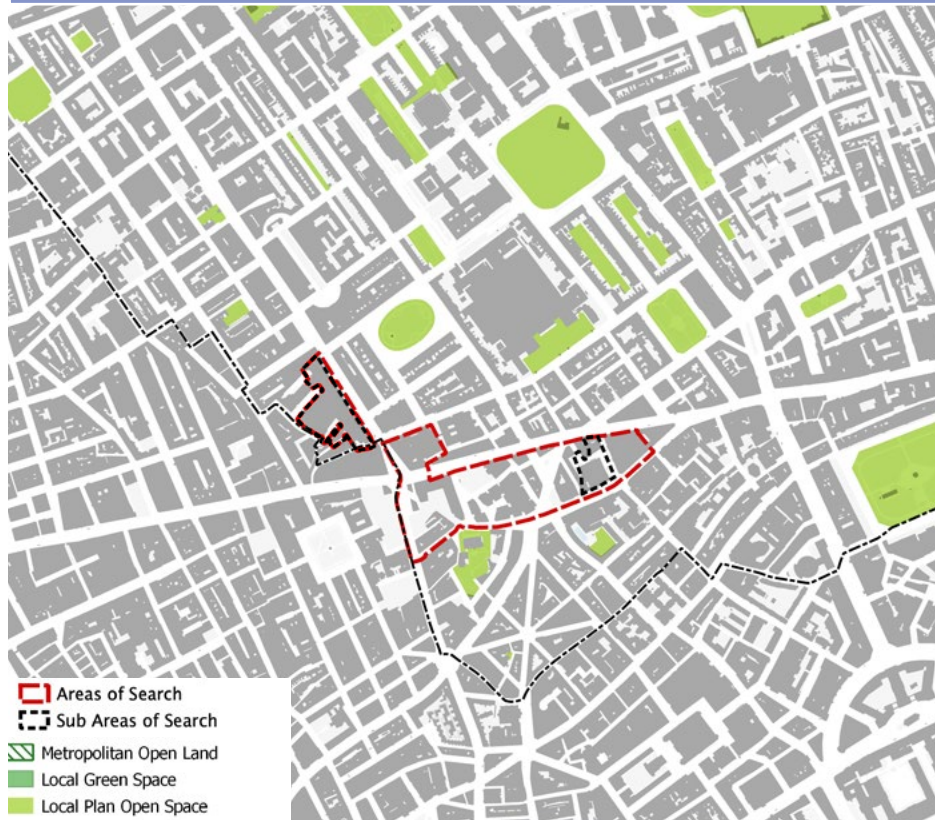 Areas of Search
Sub Areas of Search
Metropolitan Open Land
Local Green Space
Local Plan Open Space